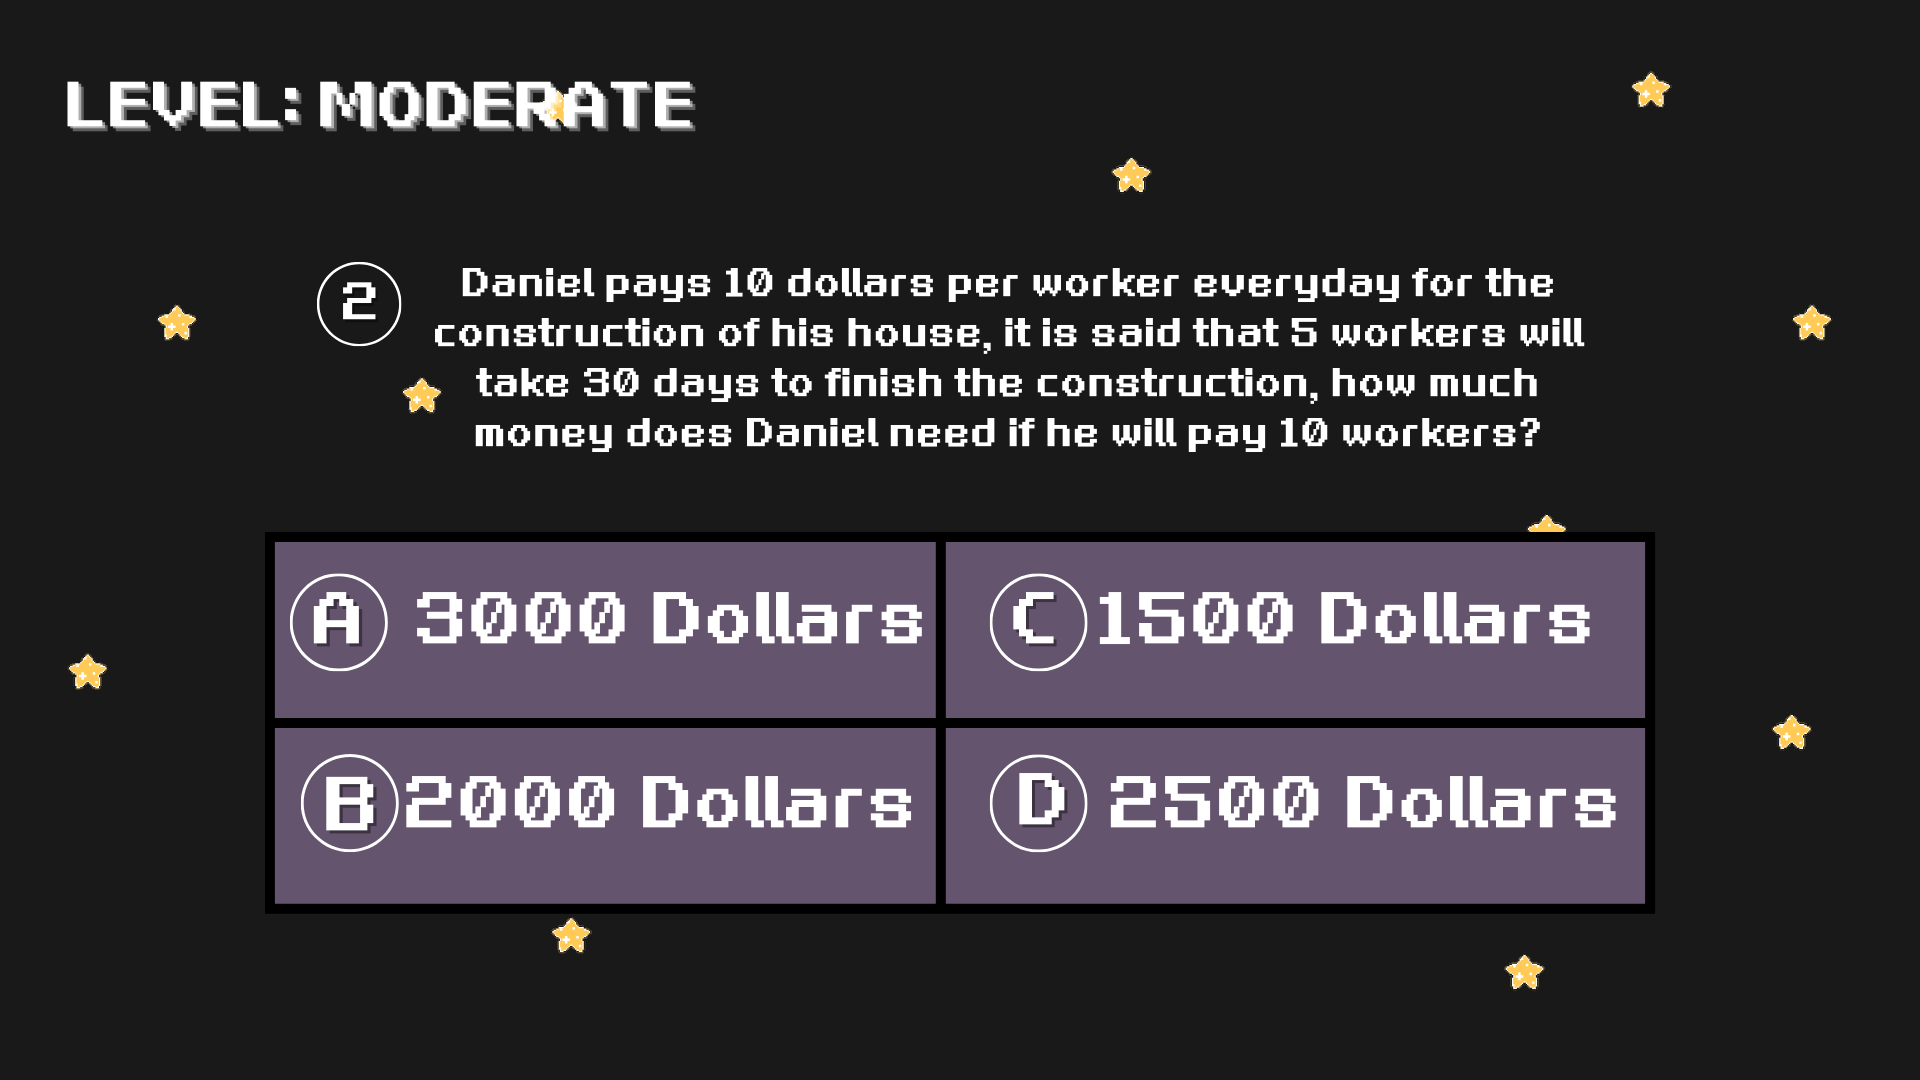 LEVEL: MODERATE
2
Daniel pays 10 dollars per worker everyday for the
construction of his house, it is said that 5 workers will
take 30 days to finish the construction, how much
money does Daniel need if he will pay 10 workers?
A 3000 Dollars
C 1500 Dollars
B 2000 Dollars
D 2500 Dollars